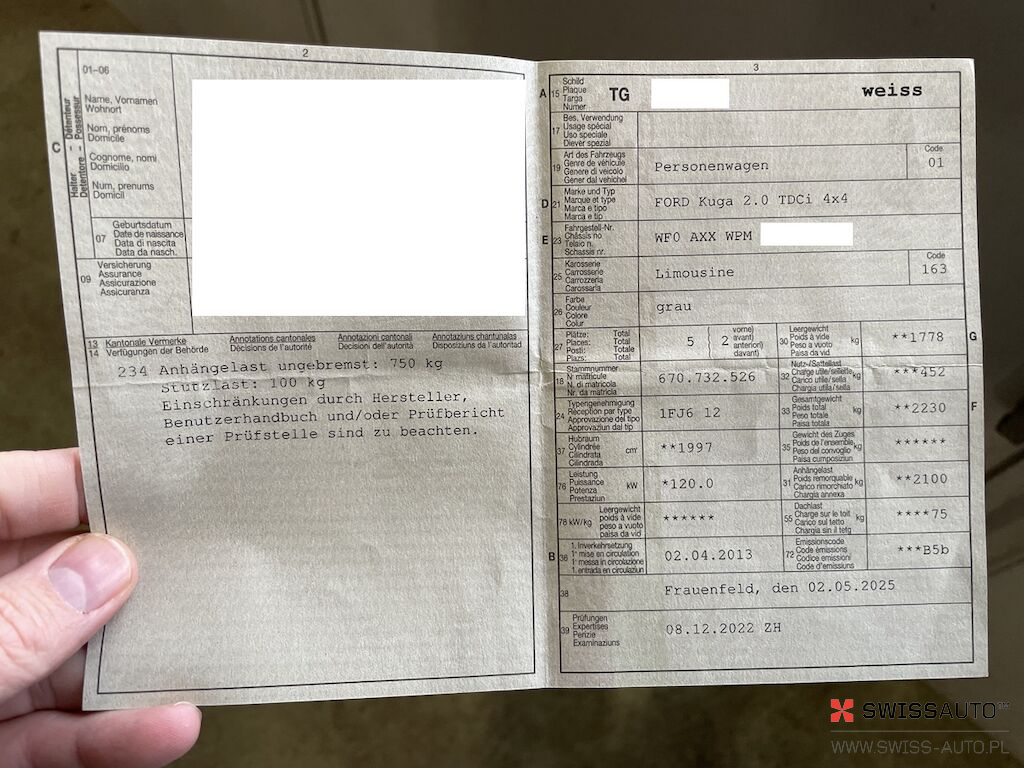 2
01–06
Name, Vornamen
Wohnort
Nom, prénoms
Domicile
Cognome, nomi
Domicilio
Num, prenums
Domicil
C
Halter – Détenteur
Detentore – Possessur
07
Geburtsdatum
Date de naissance
Data di nascita
Data da nasch.
09
Versicherung
Assurance
Assicurazione
Assicuranza
13 Kantonale Vermerke Annotations cantonales Annotazioni cantonali Annotaziuns chantunalas
14 Verfügungen der Behörde Décisions de l'autorité Decisioni dell'autorità Disposiziuns da l'autoritad
234 Anhängelast ungebremst: 750 kg
Stützlast: 100 kg
Einschränkungen durch Hersteller,
Benutzerhandbuch und/oder Prüfbericht
einer Prüfstelle sind zu beachten.
3
A 15
Schild
Plaque
Targa
Numer
TG weiss
17
Bes. Verwendung
Usage spécial
Uso speciale
Diever spezial
19
Art des Fahrzeugs
Genre de véhicule
Genere di veicolo
Gener dal vehichel
Personenwagen
Code
01
D 21
Marke und Typ
Marque et type
Marca e tipo
Marca e tip
FORD Kuga 2.0 TDCi 4x4
E 23
Fahrgestell-Nr.
Châssis no
Telaio n.
Schassis nr.
WF0 AXX WPM
25
Karosserie
Carrosserie
Carrozzeria
Carossaria
Limousine
Code
163
26
Farbe
Couleur
Colore
Colur
grau
27
Plätze: Total
Places: Total
Posti: Totale
Plazs: Total
5 ( 2
vorne)
avant)
anteriori)
davant)
30
Leergewicht
Poids à vide
Peso a vuoto
Paisa da vid
kg
**1778
G
18
Stammnummer
N matricule
N. di matricola
Nr. da matricla
670.732.526
32
Nutz-/Sattellast
Charge utile/sellette
Carico utile/sella
Chargia utila/sella
kg
***452
24
Typengenehmigung
Réception par type
Approvazione del tipo
Approvaziun dal tip
1FJ6 12
33
Gesamtgewicht
Poids total
Peso totale
Paisa totala
kg
**2230
F
37
Hubraum
Cylindrée
Cilindrata
Cilindrada
cm³
**1997
35
Gewicht des Zuges
Poids de l'ensemble
Peso del convoglio
Paisa cumposiziun
kg
******
76
Leistung
Puissance
Potenza
Prestaziun
kW
*120.0
31
Anhängelast
Poids remorquable
Carico rimorchiato
Chargia annexa
kg
**2100
78 kW/kg
Leergewicht
poids à vide
peso a vuoto
paisa da vid
******
55
Dachlast
Charge sur le toit
Carico sul tetto
Chargia sin il tetg
kg
****75
B 36
1. Inverkehrsetzung
1ʳᵉ mise en circulation
1ᵃ messa in circolazione
1. entrada en circulaziun
02.04.2013
72
Emissionscode
Code émissions
Codice emissioni
Code d'emissiuns
***B5b
38
Frauenfeld, den 02.05.2025
39
Prüfungen
Expertises
Perizie
Examinaziuns
08.12.2022 ZH
SWISSAUTO
WWW.SWISS-AUTO.PL